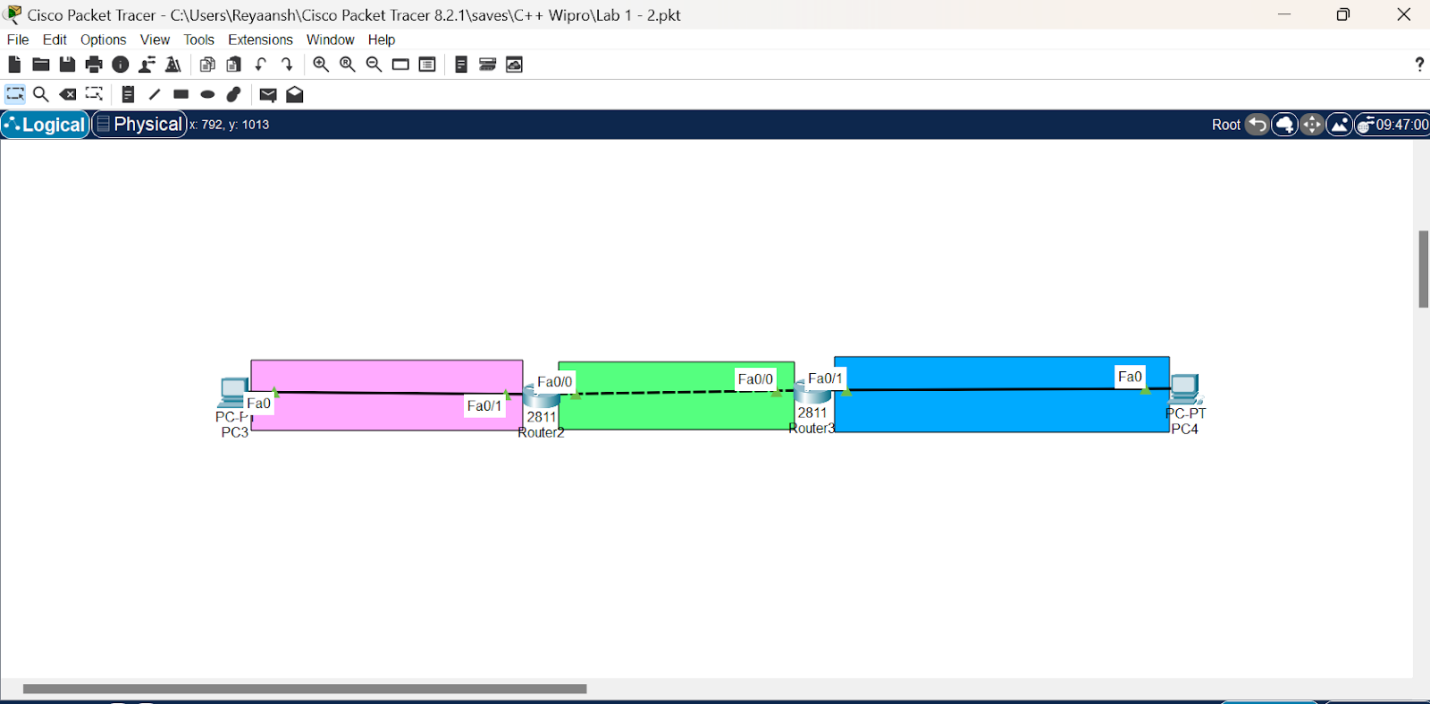 Cisco Packet Tracer - C:\Users\Reyaansh\Cisco Packet Tracer 8.2.1\saves\C++ Wipro\Lab 1 - 2.pkt
File Edit Options View Tools Extensions Window Help
?
Logical Physical x: 792, y: 1013 Root 09:47:00
Fa0/0 Fa0/0 Fa0/1 Fa0
Fa0 Fa0/1
PC-P 2811 2811 PC-PT
PC3 Router2 Router3 PC4